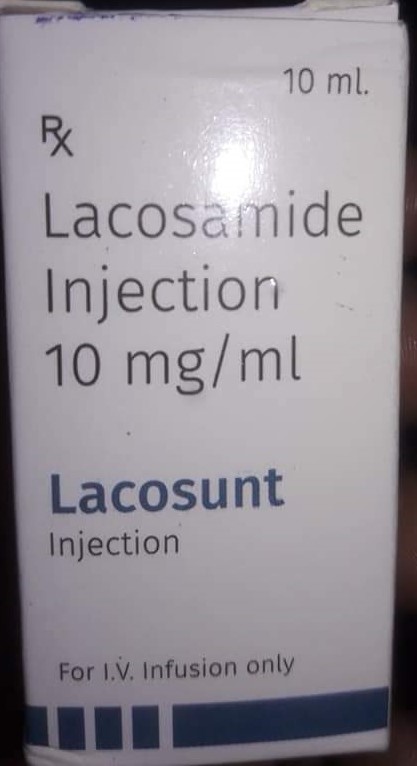 10 ml.
Rx
Lacosamide
Injection
10 mg/ml
Lacosunt
Injection
For I.V. Infusion only